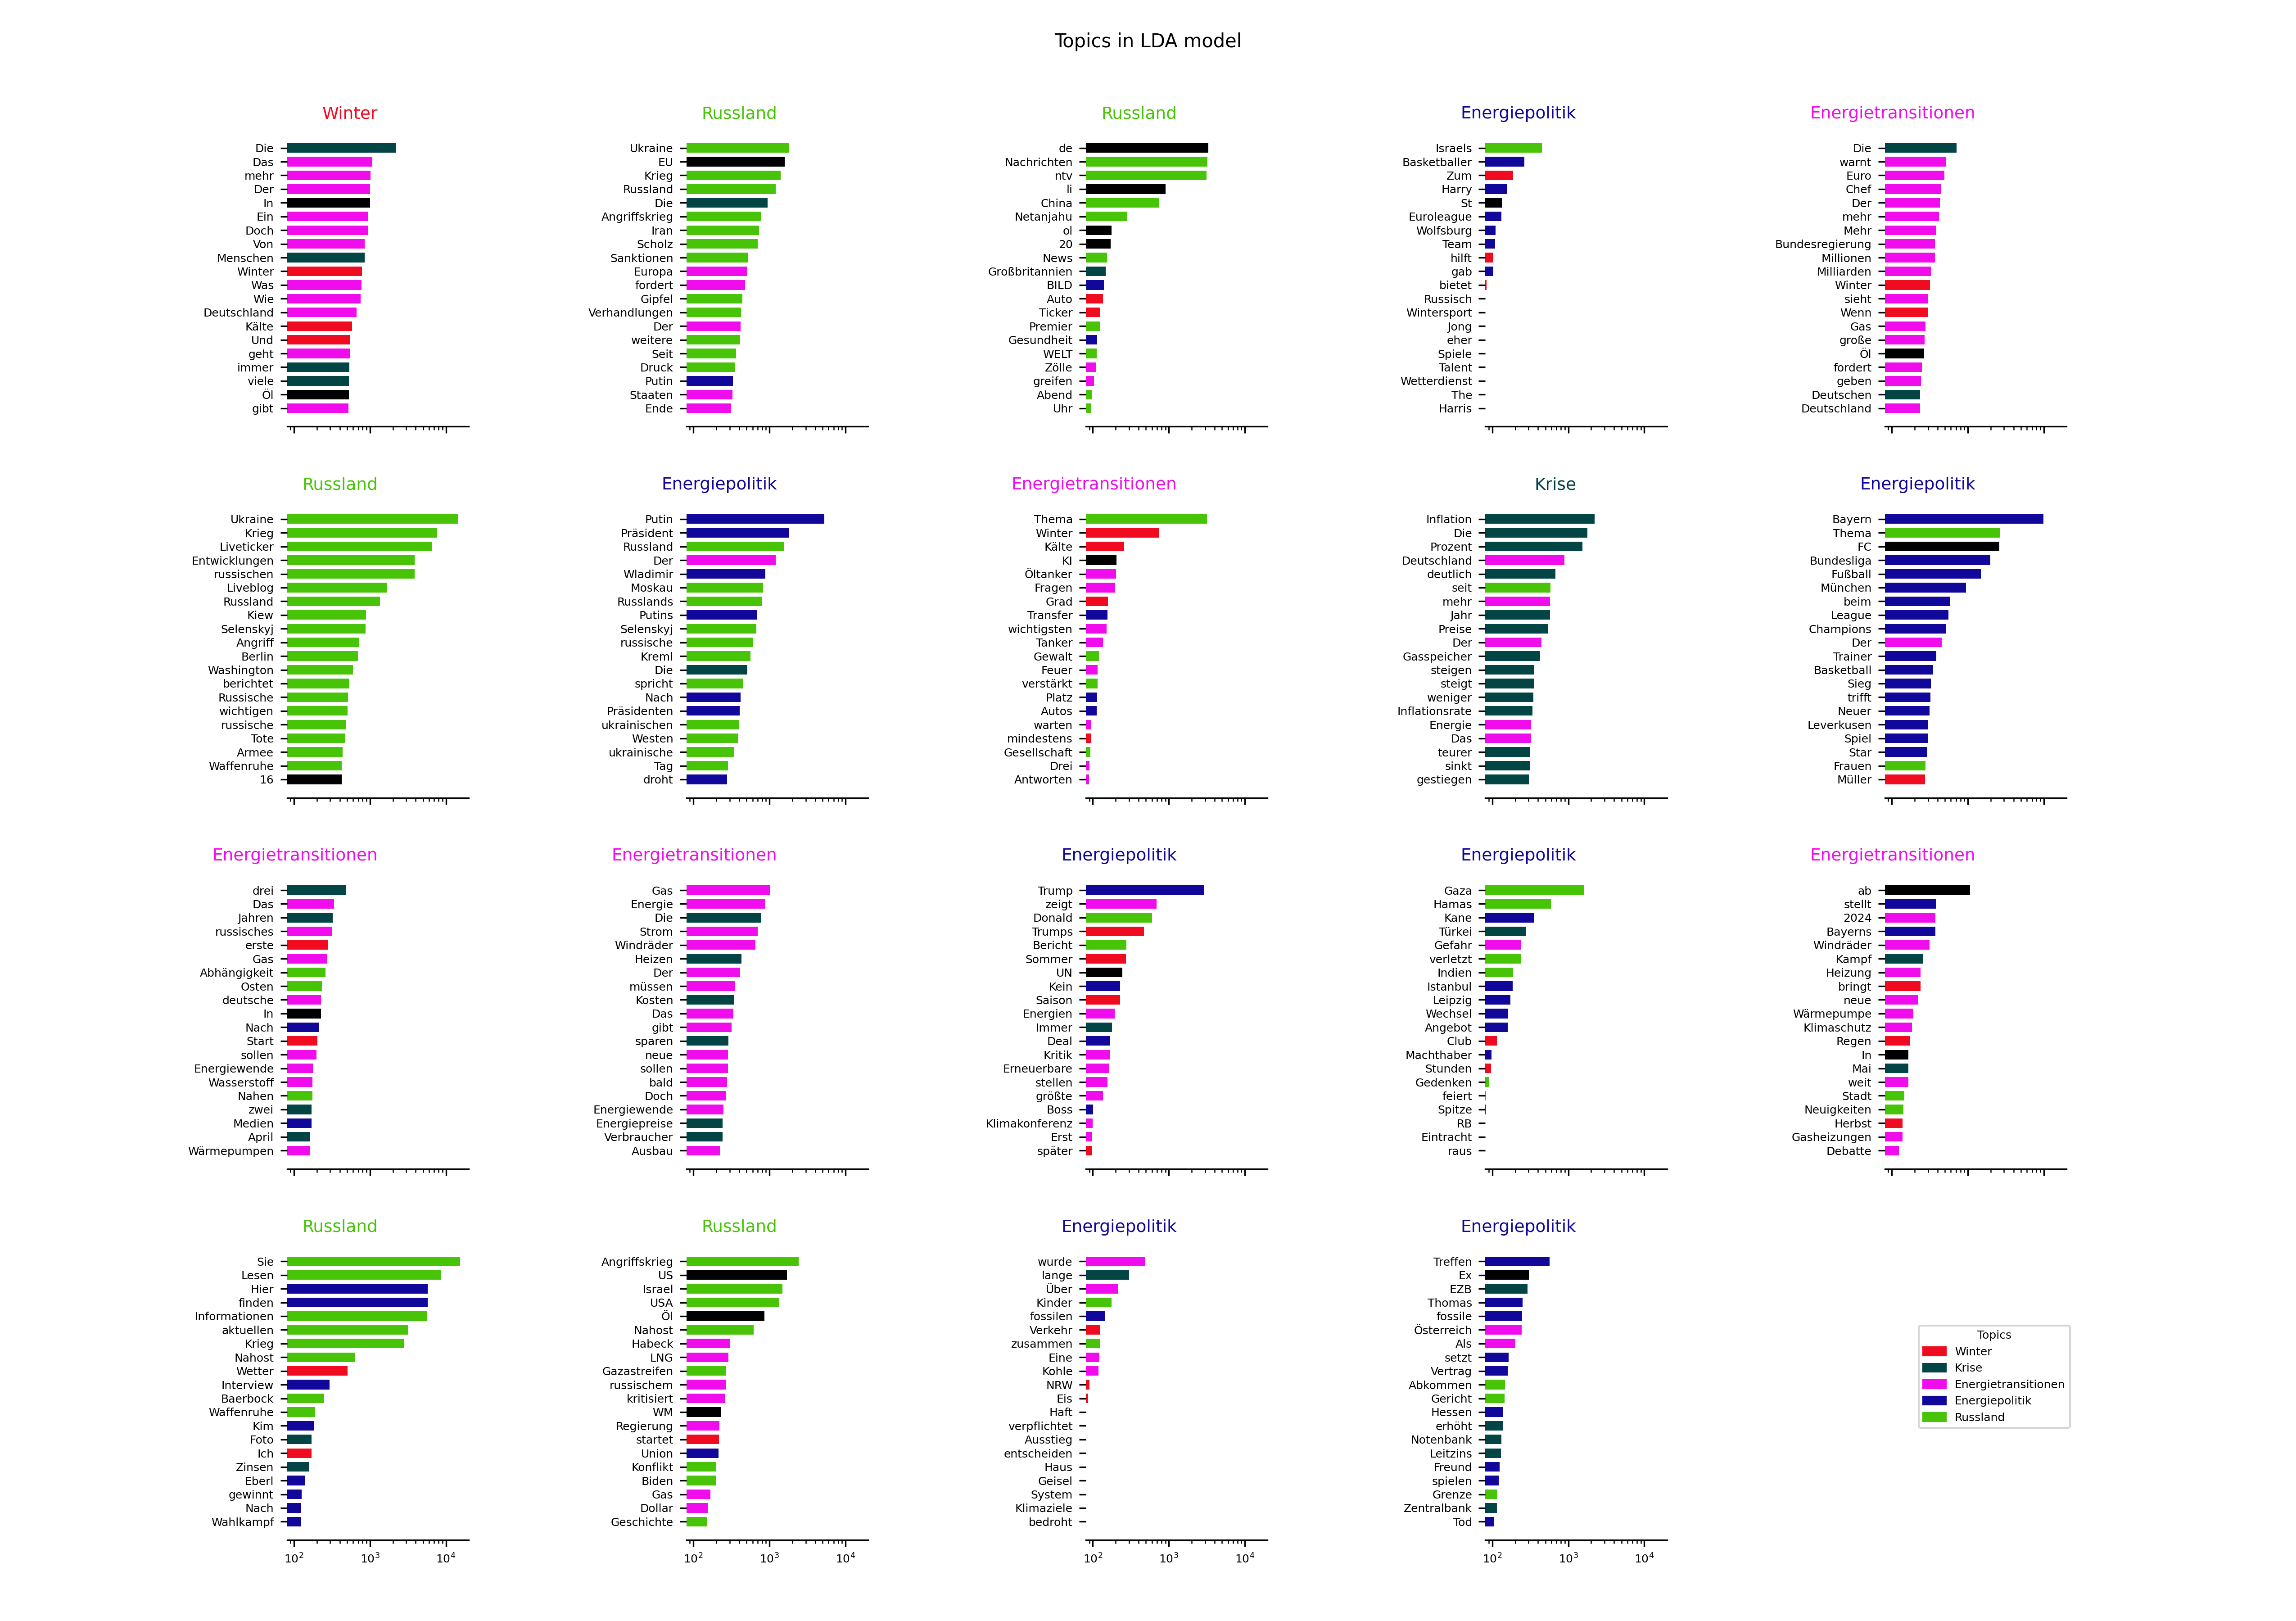 Topics in LDA model
Winter
Die
Das
mehr
Der
In
Ein
Doch
Von
Menschen
Winter
Was
Wie
Deutschland
Kälte
Und
geht
immer
viele
Öl
gibt
Russland
Ukraine
EU
Krieg
Russland
Die
Angriffskrieg
Iran
Scholz
Sanktionen
Europa
fordert
Gipfel
Verhandlungen
Der
weitere
Seit
Druck
Putin
Staaten
Ende
Russland
de
Nachrichten
ntv
li
China
Netanjahu
ol
20
News
Großbritannien
BILD
Auto
Ticker
Premier
Gesundheit
WELT
Zölle
greifen
Abend
Uhr
Energiepolitik
Israels
Basketballer
Zum
Harry
St
Euroleague
Wolfsburg
Team
hilft
gab
bietet
Russisch
Wintersport
Jong
eher
Spiele
Talent
Wetterdienst
The
Harris
Energietransitionen
Die
warnt
Euro
Chef
Der
mehr
Mehr
Bundesregierung
Millionen
Milliarden
Winter
sieht
Wenn
Gas
große
Öl
fordert
geben
Deutschen
Deutschland
Russland
Ukraine
Krieg
Liveticker
Entwicklungen
russischen
Liveblog
Russland
Kiew
Selenskyj
Angriff
Berlin
Washington
berichtet
Russische
wichtigen
russische
Tote
Armee
Waffenruhe
16
Energiepolitik
Putin
Präsident
Russland
Der
Wladimir
Moskau
Russlands
Putins
Selenskyj
russische
Kreml
Die
spricht
Nach
Präsidenten
ukrainischen
Westen
ukrainische
Tag
droht
Energietransitionen
Thema
Winter
Kälte
KI
Öltanker
Fragen
Grad
Transfer
wichtigsten
Tanker
Gewalt
Feuer
verstärkt
Platz
Autos
warten
mindestens
Gesellschaft
Drei
Antworten
Krise
Inflation
Die
Prozent
Deutschland
deutlich
seit
mehr
Jahr
Preise
Der
Gasspeicher
steigen
steigt
weniger
Inflationsrate
Energie
Das
teurer
sinkt
gestiegen
Energiepolitik
Bayern
Thema
FC
Bundesliga
Fußball
München
beim
League
Champions
Der
Trainer
Basketball
Sieg
trifft
Neuer
Leverkusen
Spiel
Star
Frauen
Müller
Energietransitionen
drei
Das
Jahren
russisches
erste
Gas
Abhängigkeit
Osten
deutsche
In
Nach
Start
sollen
Energiewende
Wasserstoff
Nahen
zwei
Medien
April
Wärmepumpen
Energietransitionen
Gas
Energie
Die
Strom
Windräder
Heizen
Der
müssen
Kosten
Das
gibt
sparen
neue
sollen
bald
Doch
Energiewende
Energiepreise
Verbraucher
Ausbau
Energiepolitik
Trump
zeigt
Donald
Trumps
Bericht
Sommer
UN
Kein
Saison
Energien
Immer
Deal
Kritik
Erneuerbare
stellen
größte
Boss
Klimakonferenz
Erst
später
Energiepolitik
Gaza
Hamas
Kane
Türkei
Gefahr
verletzt
Indien
Istanbul
Leipzig
Wechsel
Angebot
Club
Machthaber
Stunden
Gedenken
feiert
Spitze
RB
Eintracht
raus
Energietransitionen
ab
stellt
2024
Bayerns
Windräder
Kampf
Heizung
bringt
neue
Wärmepumpe
Klimaschutz
Regen
In
Mai
weit
Stadt
Neuigkeiten
Herbst
Gasheizungen
Debatte
Russland
Sie
Lesen
Hier
finden
Informationen
aktuellen
Krieg
Nahost
Wetter
Interview
Baerbock
Waffenruhe
Kim
Foto
Ich
Zinsen
Eberl
gewinnt
Nach
Wahlkampf
10² 10³ 10⁴
Russland
Angriffskrieg
US
Israel
USA
Öl
Nahost
Habeck
LNG
Gazastreifen
russischem
kritisiert
WM
Regierung
startet
Union
Konflikt
Biden
Gas
Dollar
Geschichte
10² 10³ 10⁴
Energiepolitik
wurde
lange
Über
Kinder
fossilen
Verkehr
zusammen
Eine
Kohle
NRW
Eis
Haft
verpflichtet
Ausstieg
entscheiden
Haus
Geisel
System
Klimaziele
bedroht
10² 10³ 10⁴
Energiepolitik
Treffen
Ex
EZB
Thomas
fossile
Österreich
Als
setzt
Vertrag
Abkommen
Gericht
Hessen
erhöht
Notenbank
Leitzins
Freund
spielen
Grenze
Zentralbank
Tod
10² 10³ 10⁴
Topics
Winter
Krise
Energietransitionen
Energiepolitik
Russland